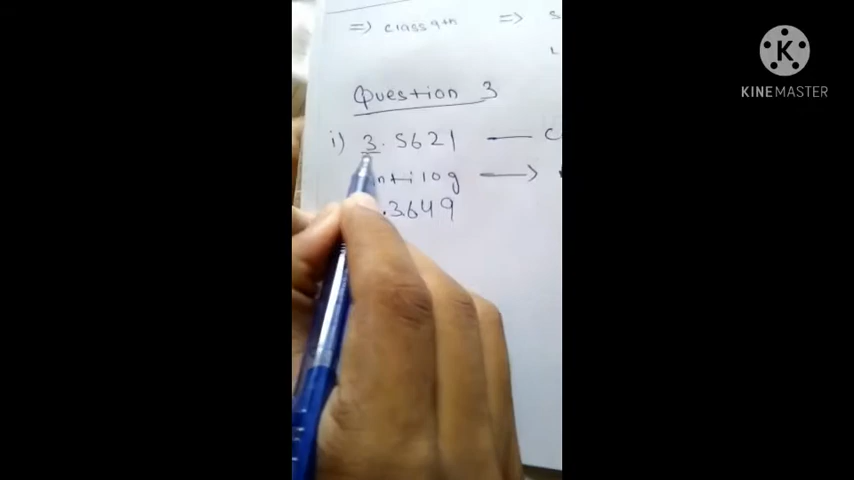 => class 9th => S
Question 3
i) 3.5621 — C
ntilog —>
.3649
K
KINEMASTER